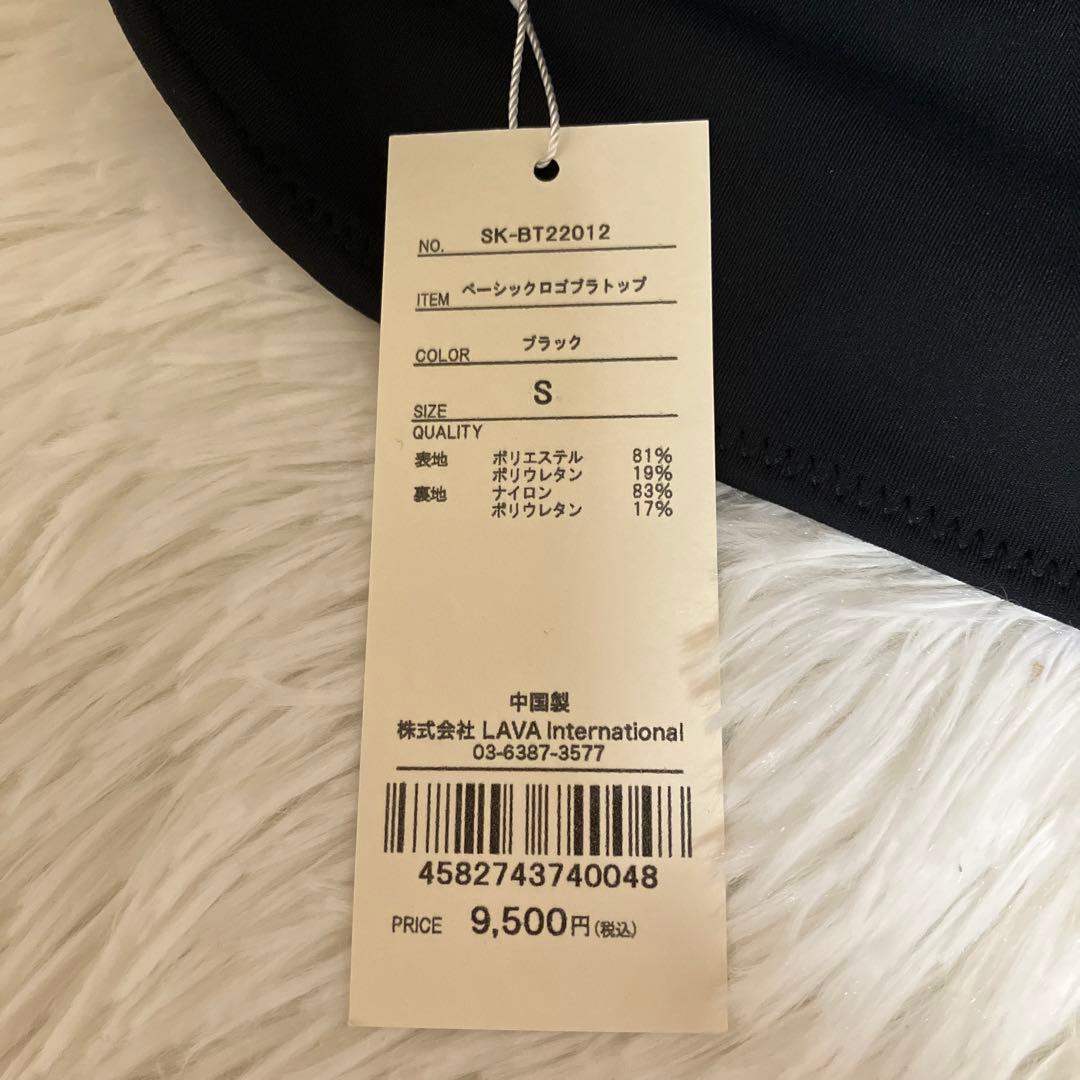 NO. SK-BT22012
ITEM ベーシックロゴブラトップ
COLOR ブラック
SIZE S
QUALITY
表地 ポリエステル 81%
ポリウレタン 19%
裏地 ナイロン 83%
ポリウレタン 17%
中国製
株式会社 LAVA International
03-6387-3577
4582743740048
PRICE 9,500円(税込)